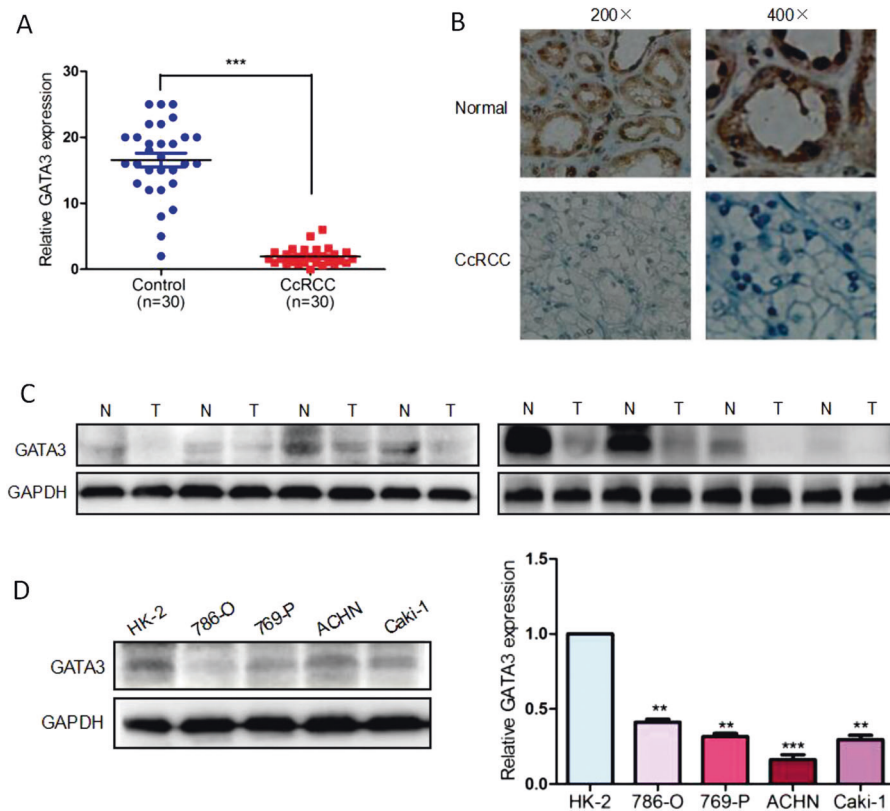 A
Relative GATA3 expression
30
20
10
0
***
Control
(n=30)
CcRCC
(n=30)
B
200×
400×
Normal
CcRCC
C
N T N T N T N T
N T N T N T N T
GATA3
GAPDH
D
HK-2 786-O 769-P ACHN Caki-1
GATA3
GAPDH
Relative GATA3 expression
1.5
1.0
0.5
0.0
** ** *** **
HK-2 786-O 769-P ACHN Caki-1